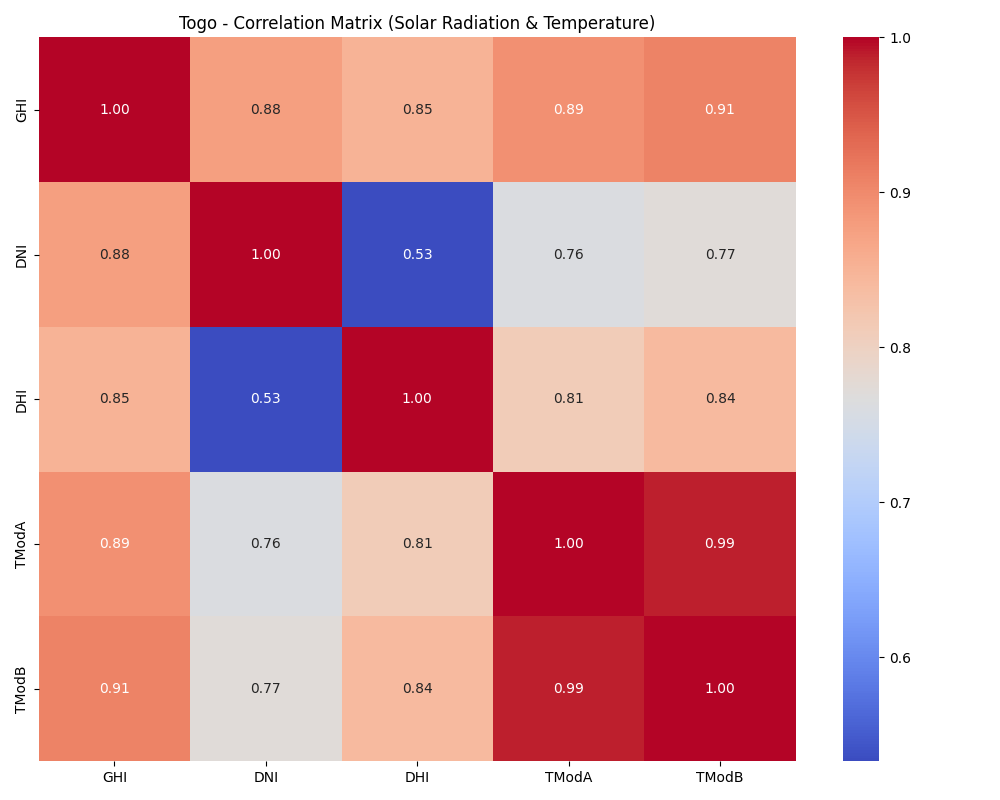 Togo - Correlation Matrix (Solar Radiation & Temperature)
GHI 1.00 0.88 0.85 0.89 0.91
DNI 0.88 1.00 0.53 0.76 0.77
DHI 0.85 0.53 1.00 0.81 0.84
TModA 0.89 0.76 0.81 1.00 0.99
TModB 0.91 0.77 0.84 0.99 1.00
GHI DNI DHI TModA TModB
1.0
0.9
0.8
0.7
0.6